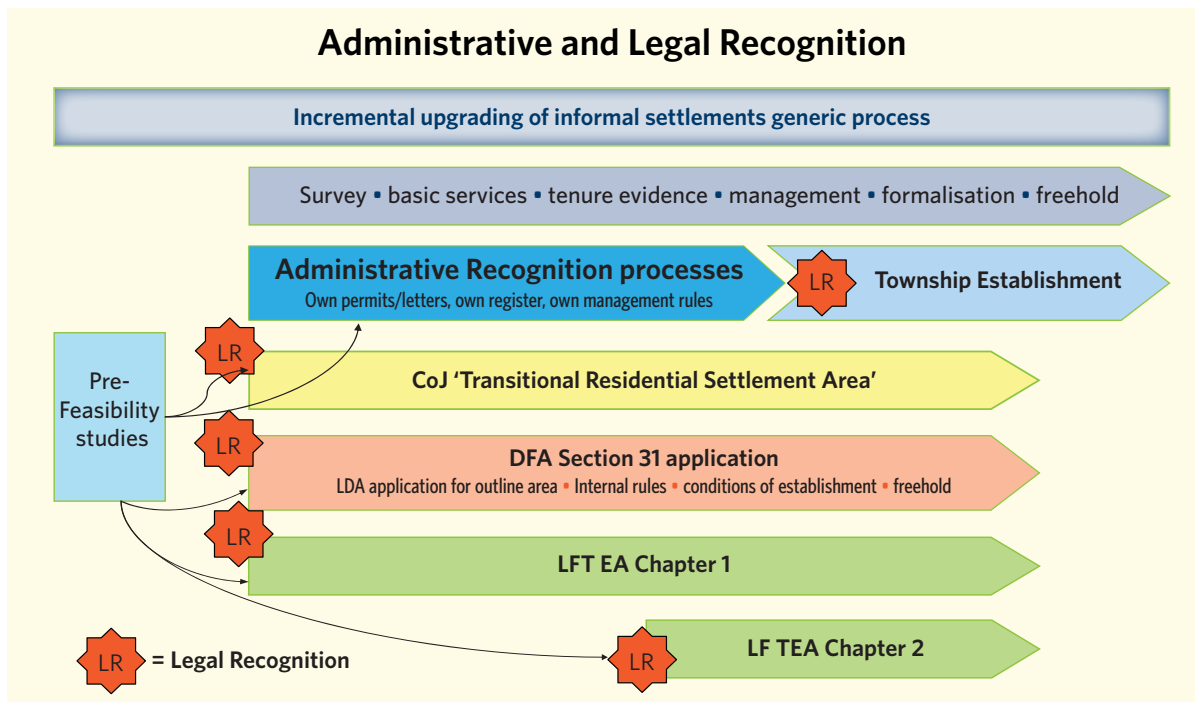 Administrative and Legal Recognition
Incremental upgrading of informal settlements generic process
Survey ▪ basic services ▪ tenure evidence ▪ management ▪ formalisation ▪ freehold
Administrative Recognition processes
Own permits/letters, own register, own management rules
LR
Township Establishment
Pre-
Feasibility
studies
LR
CoJ ‘Transitional Residential Settlement Area’
LR
DFA Section 31 application
LDA application for outline area ▪ Internal rules ▪ conditions of establishment ▪ freehold
LR
LFT EA Chapter 1
LR
LF TEA Chapter 2
LR = Legal Recognition